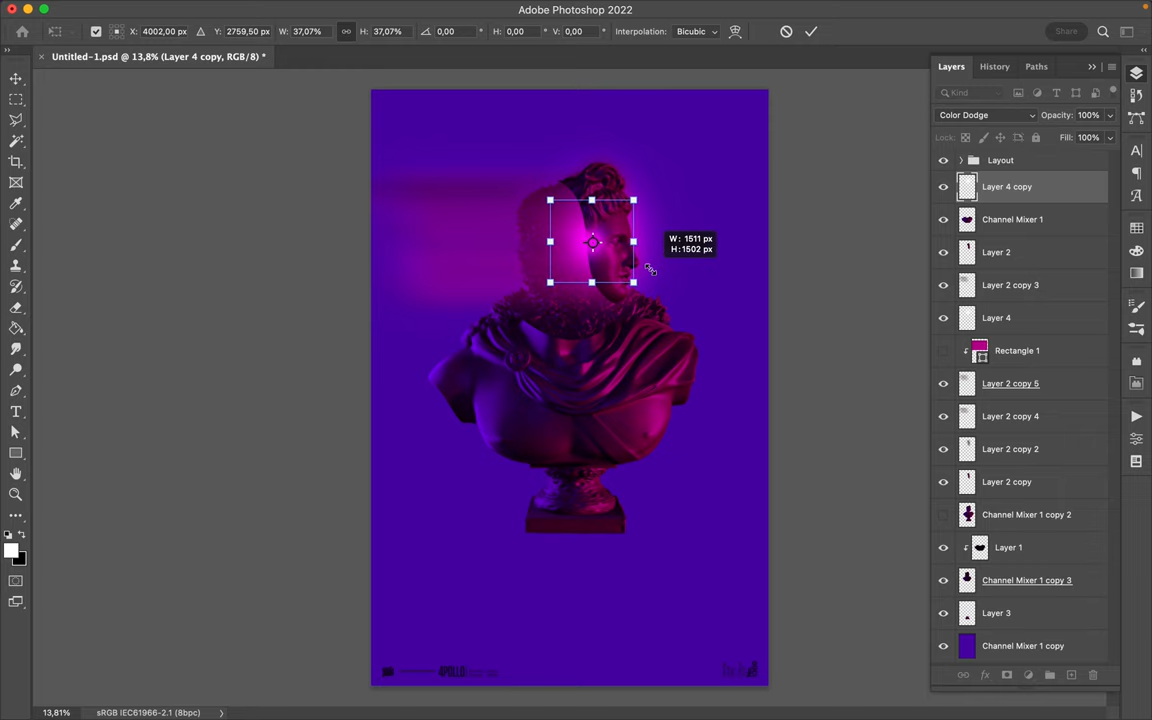 Adobe Photoshop 2022
X: 4002,00 px Y: 2759,50 px W: 37,07% H: 37,07% 0,00 ° H: 0,00 ° V: 0,00 ° Interpolation: Bicubic Share
Untitled-1.psd @ 13,8% (Layer 4 copy, RGB/8) *
Layers History Paths
Kind
Color Dodge Opacity: 100%
Lock: Fill: 100%
Layout
Layer 4 copy
Channel Mixer 1
W: 1511 px
H: 1502 px
Layer 2
Layer 2 copy 3
Layer 4
Rectangle 1
Layer 2 copy 5
Layer 2 copy 4
Layer 2 copy 2
Layer 2 copy
Channel Mixer 1 copy 2
Layer 1
Channel Mixer 1 copy 3
Layer 3
Channel Mixer 1 copy
APOLLO
fx
13,81% sRGB IEC61966-2.1 (8bpc)